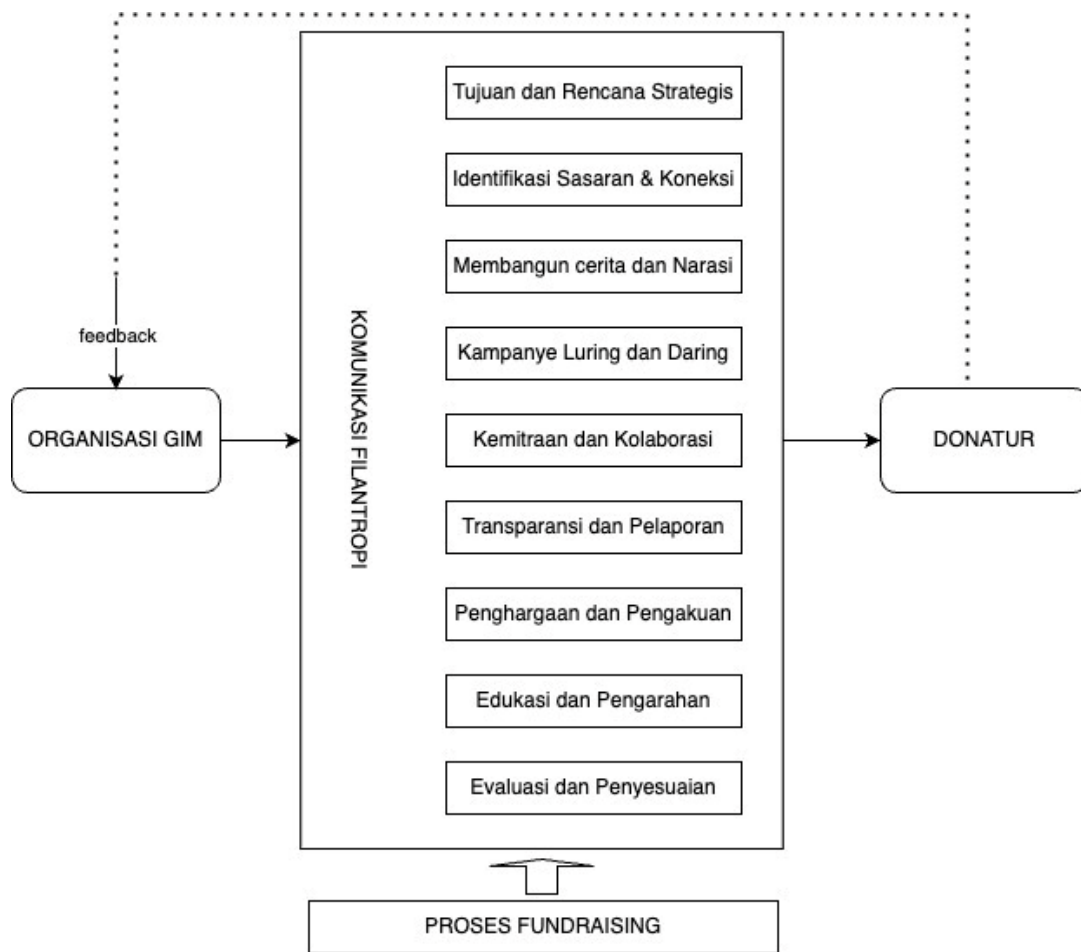 Tujuan dan Rencana Strategis
Identifikasi Sasaran & Koneksi
Membangun cerita dan Narasi
KOMUNIKASI FILANTROPI
feedback
Kampanye Luring dan Daring
ORGANISASI GIM
Kemitraan dan Kolaborasi
DONATUR
Transparansi dan Pelaporan
Penghargaan dan Pengakuan
Edukasi dan Pengarahan
Evaluasi dan Penyesuaian
PROSES FUNDRAISING